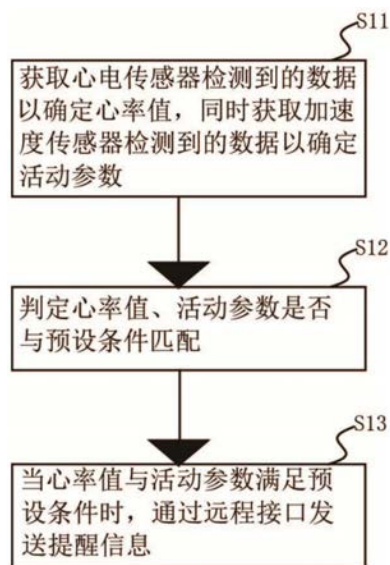 S11
获取心电传感器检测到的数据
以确定心率值，同时获取加速
度传感器检测到的数据以确定
活动参数
S12
判定心率值、活动参数是否
与预设条件匹配
S13
当心率值与活动参数满足预
设条件时，通过远程接口发
送提醒信息